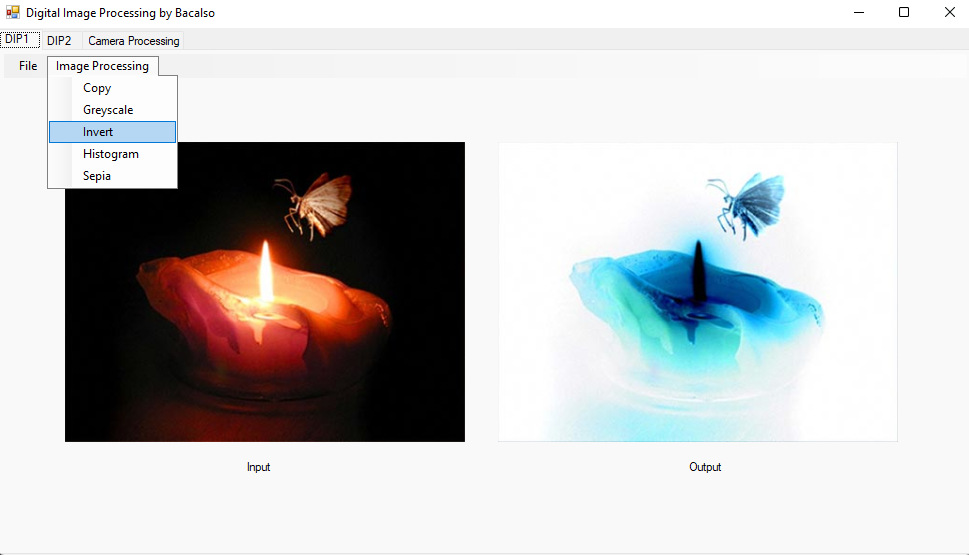 Digital Image Processing by Bacalso
DIP1 DIP2 Camera Processing
File Image Processing
Copy
Greyscale
Invert
Histogram
Sepia
Input Output